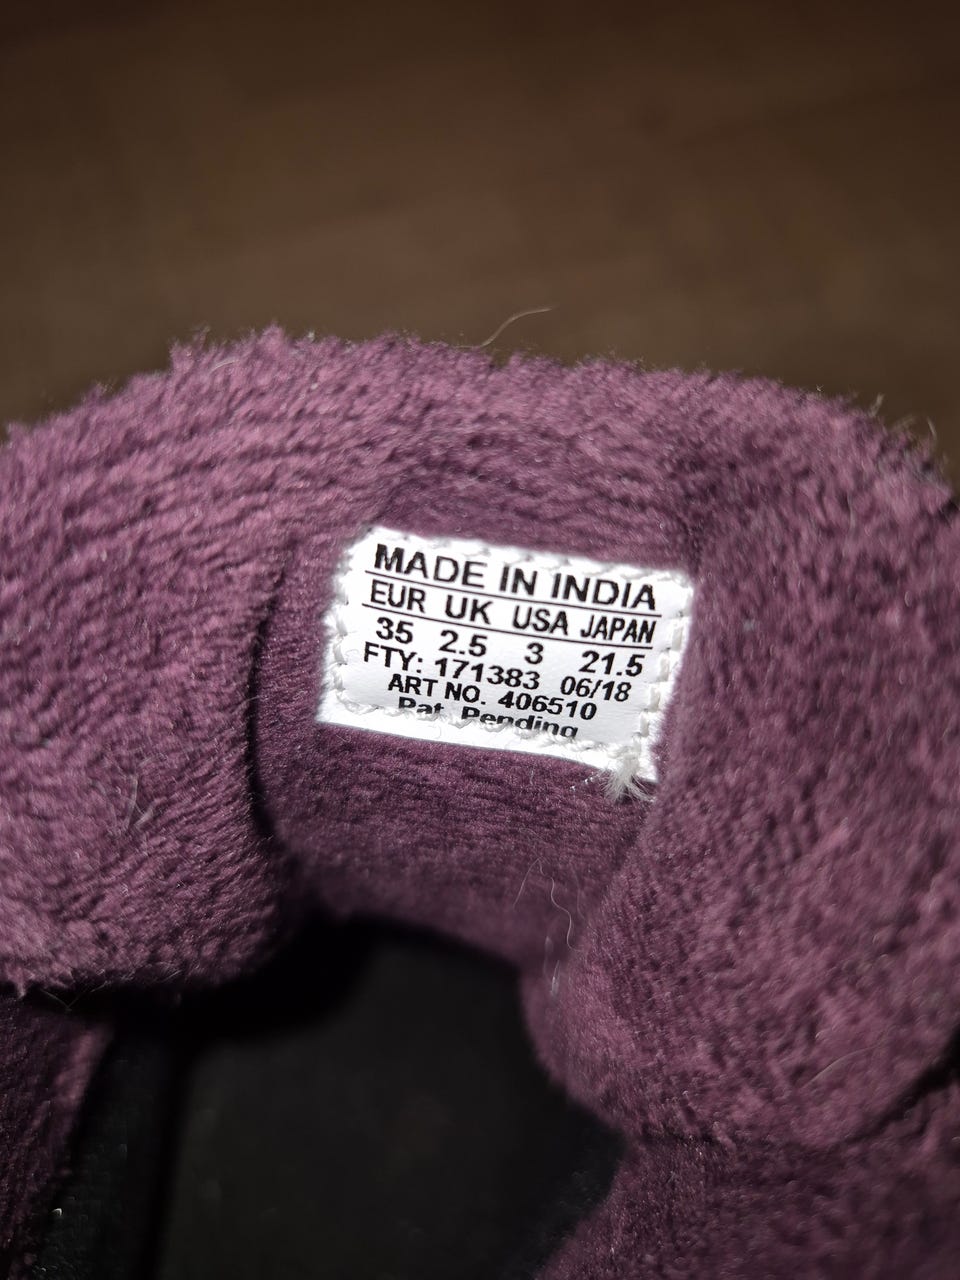 MADE IN INDIA
EUR UK USA JAPAN
35 2.5 3 21.5
FTY: 171383 06/18
ART NO. 406510
Pat. Pending